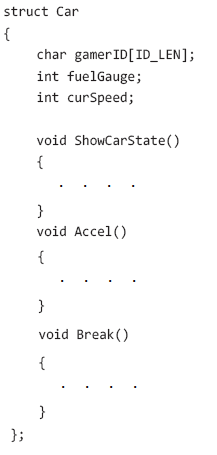 struct Car
{
char gamerID[ID_LEN];
int fuelGauge;
int curSpeed;
void ShowCarState()
{
. . . .
}
void Accel()
{
. . . .
}
void Break()
{
. . . .
}
};